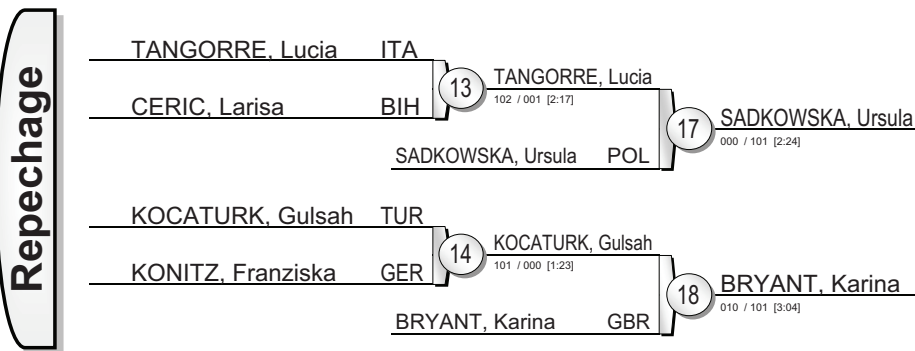 Repechage
TANGORRE, Lucia ITA
CERIC, Larisa BIH
13
TANGORRE, Lucia
102 / 001 [2:17]
SADKOWSKA, Ursula POL
17
SADKOWSKA, Ursula
000 / 101 [2:24]
KOCATURK, Gulsah TUR
KONITZ, Franziska GER
14
KOCATURK, Gulsah
101 / 000 [1:23]
BRYANT, Karina GBR
18
BRYANT, Karina
010 / 101 [3:04]